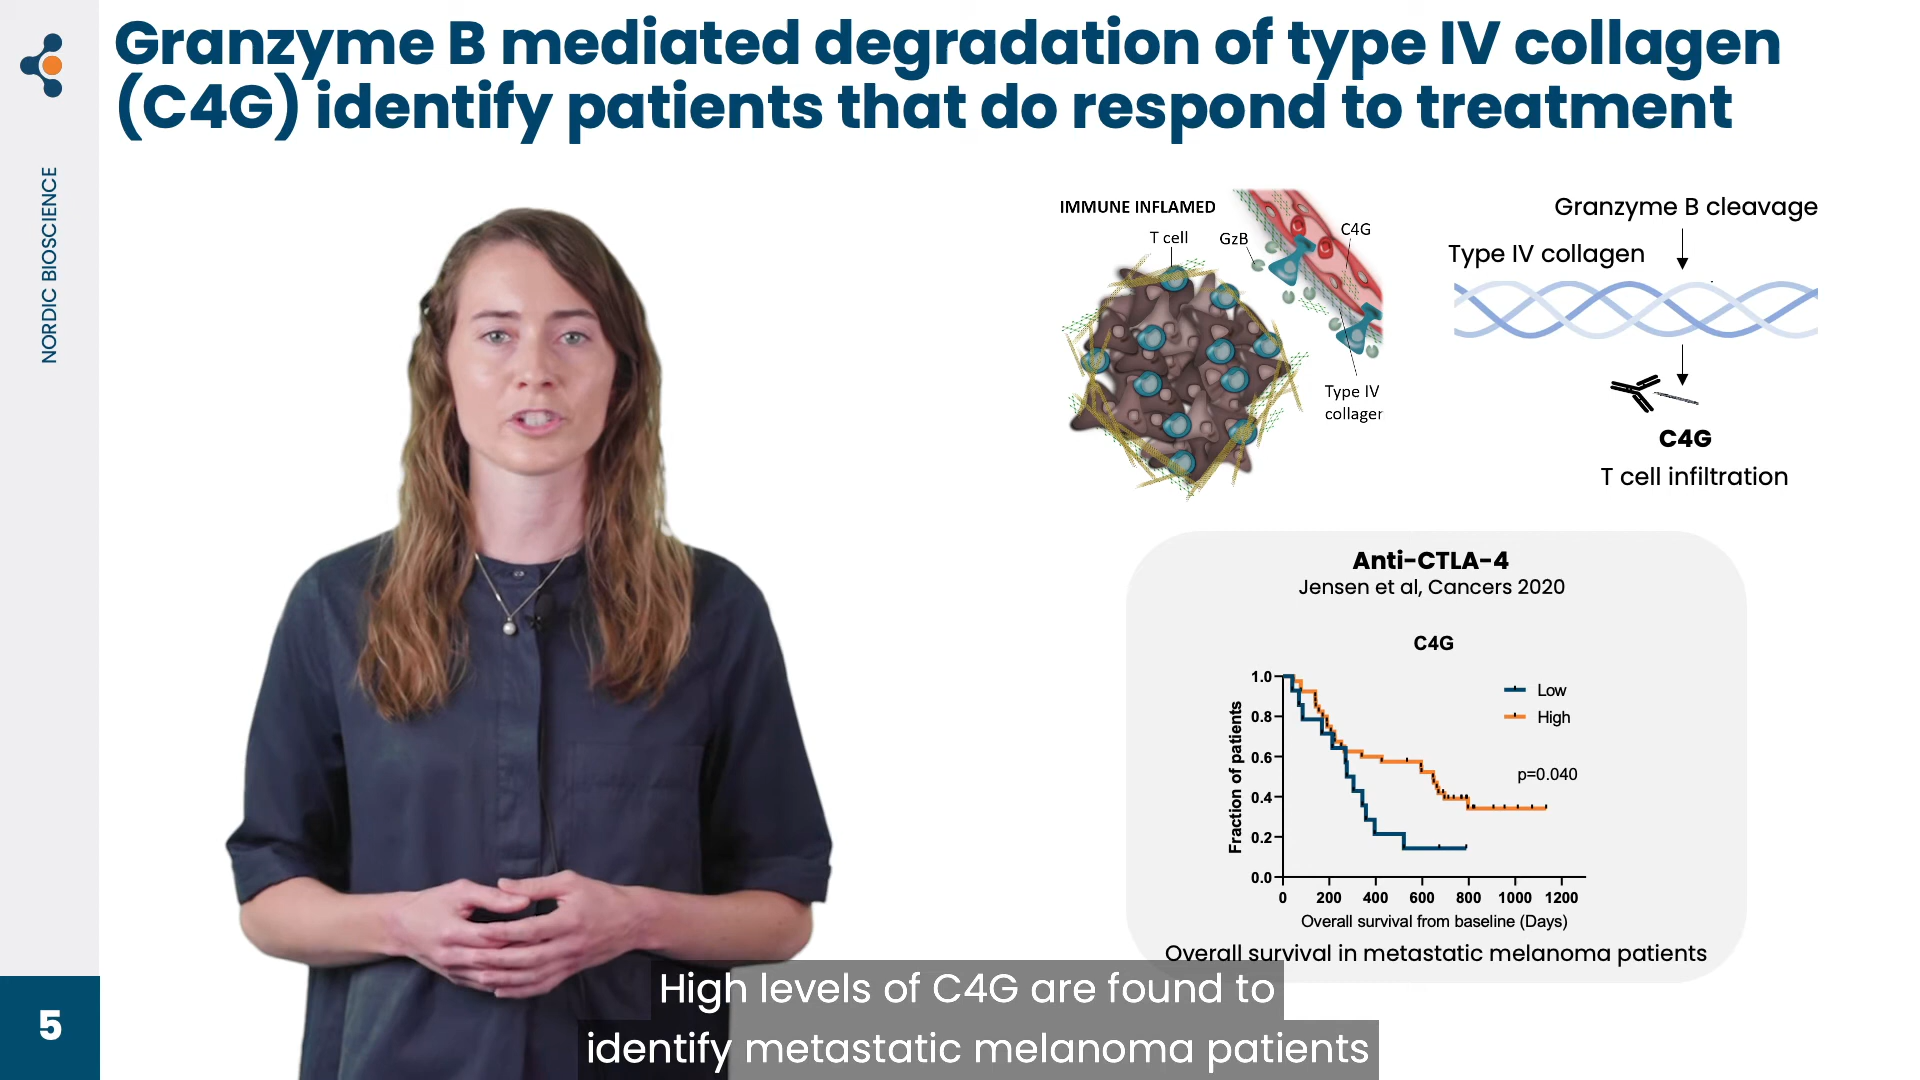 Granzyme B mediated degradation of type IV collagen
(C4G) identify patients that do respond to treatment
NORDIC BIOSCIENCE
IMMUNE INFLAMED
T cell
GzB
C4G
Type IV
collager
Granzyme B cleavage
Type IV collagen
C4G
T cell infiltration
Anti-CTLA-4
Jensen et al, Cancers 2020
C4G
Low
High
p=0.040
Fraction of patients
1.0
0.8
0.6
0.4
0.2
0.0
0 200 400 600 800 1000 1200
Overall survival from baseline (Days)
Overall survival in metastatic melanoma patients
High levels of C4G are found to
identify metastatic melanoma patients
5